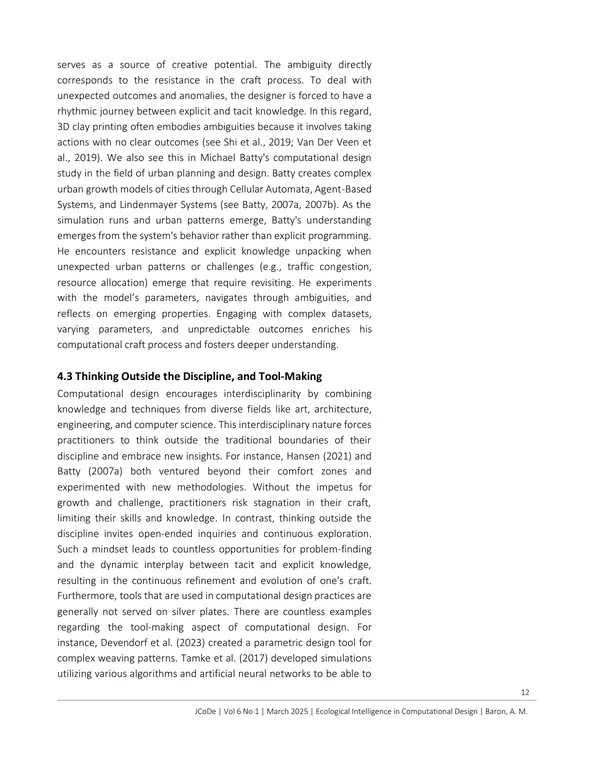 serves as a source of creative potential. The ambiguity directly
corresponds to the resistance in the craft process. To deal with
unexpected outcomes and anomalies, the designer is forced to have a
rhythmic journey between explicit and tacit knowledge. In this regard,
3D clay printing often embodies ambiguities because it involves taking
actions with no clear outcomes (see Shi et al., 2019; Van Der Veen et
al., 2019). We also see this in Michael Batty's computational design
study in the field of urban planning and design. Batty creates complex
urban growth models of cities through Cellular Automata, Agent-Based
Systems, and Lindenmayer Systems (see Batty, 2007a, 2007b). As the
simulation runs and urban patterns emerge, Batty's understanding
emerges from the system's behavior rather than explicit programming.
He encounters resistance and explicit knowledge unpacking when
unexpected urban patterns or challenges (e.g., traffic congestion,
resource allocation) emerge that require revisiting. He experiments
with the model’s parameters, navigates through ambiguities, and
reflects on emerging properties. Engaging with complex datasets,
varying parameters, and unpredictable outcomes enriches his
computational craft process and fosters deeper understanding.
4.3 Thinking Outside the Discipline, and Tool-Making
Computational design encourages interdisciplinarity by combining
knowledge and techniques from diverse fields like art, architecture,
engineering, and computer science. This interdisciplinary nature forces
practitioners to think outside the traditional boundaries of their
discipline and embrace new insights. For instance, Hansen (2021) and
Batty (2007a) both ventured beyond their comfort zones and
experimented with new methodologies. Without the impetus for
growth and challenge, practitioners risk stagnation in their craft,
limiting their skills and knowledge. In contrast, thinking outside the
discipline invites open-ended inquiries and continuous exploration.
Such a mindset leads to countless opportunities for problem-finding
and the dynamic interplay between tacit and explicit knowledge,
resulting in the continuous refinement and evolution of one's craft.
Furthermore, tools that are used in computational design practices are
generally not served on silver plates. There are countless examples
regarding the tool-making aspect of computational design. For
instance, Devendorf et al. (2023) created a parametric design tool for
complex weaving patterns. Tamke et al. (2017) developed simulations
utilizing various algorithms and artificial neural networks to be able to
12
JCoDe | Vol 6 No 1 | March 2025 | Ecological Intelligence in Computational Design | Baron, A. M.